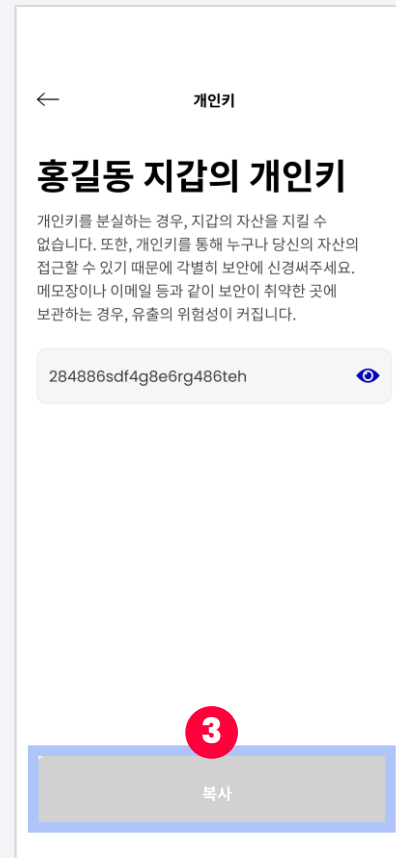 개인키
홍길동 지갑의 개인키
개인키를 분실하는 경우, 지갑의 자산을 지킬 수
없습니다. 또한, 개인키를 통해 누구나 당신의 자산의
접근할 수 있기 때문에 각별히 보안에 신경써주세요.
메모장이나 이메일 등과 같이 보안이 취약한 곳에
보관하는 경우, 유출의 위험성이 커집니다.
284886sdf4g8e6rg486teh
3
복사